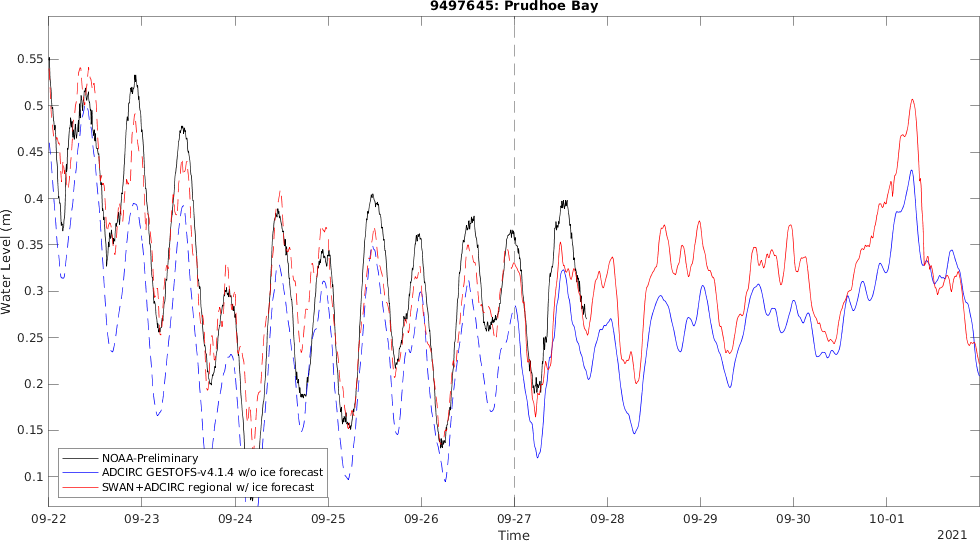 9497645: Prudhoe Bay
Water Level (m)
0.55
0.5
0.45
0.4
0.35
0.3
0.25
0.2
0.15
0.1
NOAA-Preliminary
ADCIRC GESTOFS-v4.1.4 w/o ice forecast
SWAN+ADCIRC regional w/ ice forecast
09-22 09-23 09-24 09-25 09-26 09-27 09-28 09-29 09-30 10-01
Time
2021